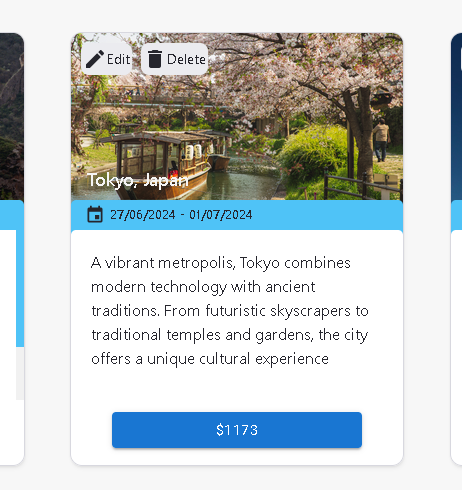 Edit Delete
Tokyo, Japan
27/06/2024 - 01/07/2024
A vibrant metropolis, Tokyo combines
modern technology with ancient
traditions. From futuristic skyscrapers to
traditional temples and gardens, the city
offers a unique cultural experience
$1173